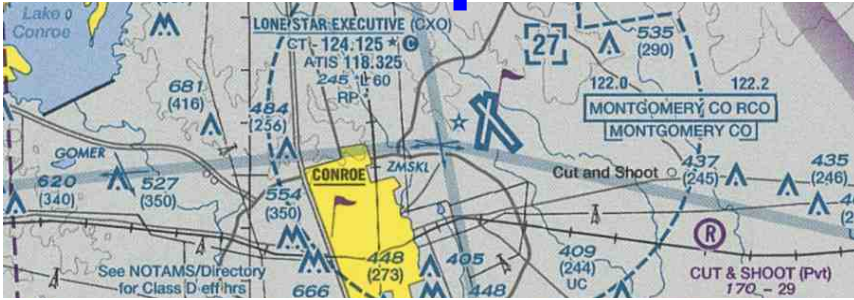 Lake o
Conroe
LONE STAR EXECUTIVE (CXO)
CT - 124.125 ★ C
ATIS 118.325
245 *L 60
RP
27
535
(290)
681
(416)
484
(256)
122.0 122.2
MONTGOMERY CO RCO
MONTGOMERY CO
GOMER
CONROE
ZMSKL
Cut and Shoot
437
(245)
435
(246)
620
(340)
527
(350)
554
(350)
448
(273)
405
409
(244)
UC
R
See NOTAMS/Directory
for Class D eff hrs
666
448
CUT & SHOOT (Pvt)
170 - 29